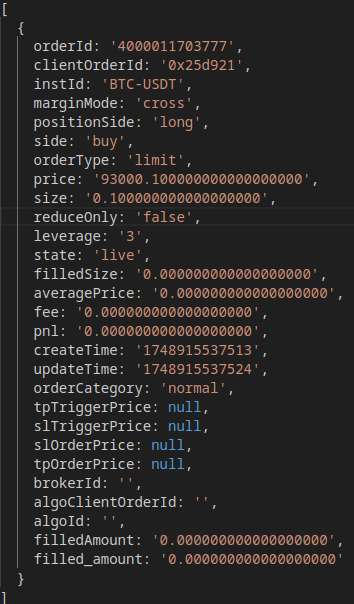 [
  {
    orderId: '4000011703777',
    clientOrderId: '0x25d921',
    instId: 'BTC-USDT',
    marginMode: 'cross',
    positionSide: 'long',
    side: 'buy',
    orderType: 'limit',
    price: '93000.100000000000000000',
    size: '0.100000000000000000',
    reduceOnly: 'false',
    leverage: '3',
    state: 'live',
    filledSize: '0.000000000000000000',
    averagePrice: '0.000000000000000000',
    fee: '0.000000000000000000',
    pnl: '0.000000000000000000',
    createTime: '1748915537513',
    updateTime: '1748915537524',
    orderCategory: 'normal',
    tpTriggerPrice: null,
    slTriggerPrice: null,
    slOrderPrice: null,
    tpOrderPrice: null,
    brokerId: '',
    algoClientOrderId: '',
    algoId: '',
    filledAmount: '0.000000000000000000',
    filled_amount: '0.000000000000000000'
  }
]